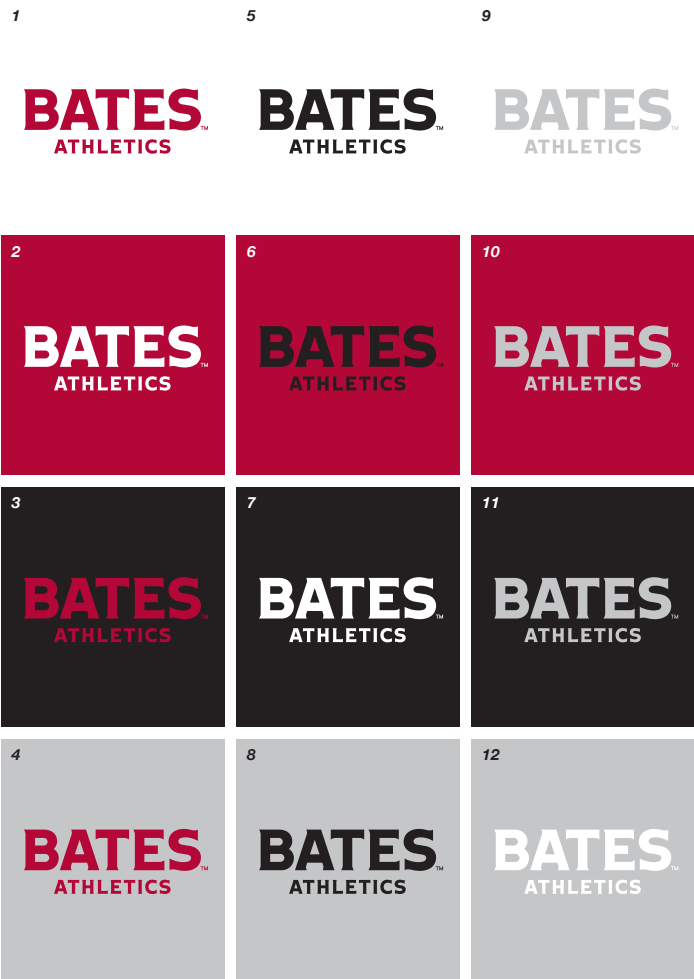 1
BATES™
ATHLETICS
5
BATES™
ATHLETICS
9
BATES™
ATHLETICS
2
BATES™
ATHLETICS
6
BATES™
ATHLETICS
10
BATES™
ATHLETICS
3
BATES™
ATHLETICS
7
BATES™
ATHLETICS
11
BATES™
ATHLETICS
4
BATES™
ATHLETICS
8
BATES™
ATHLETICS
12
BATES™
ATHLETICS